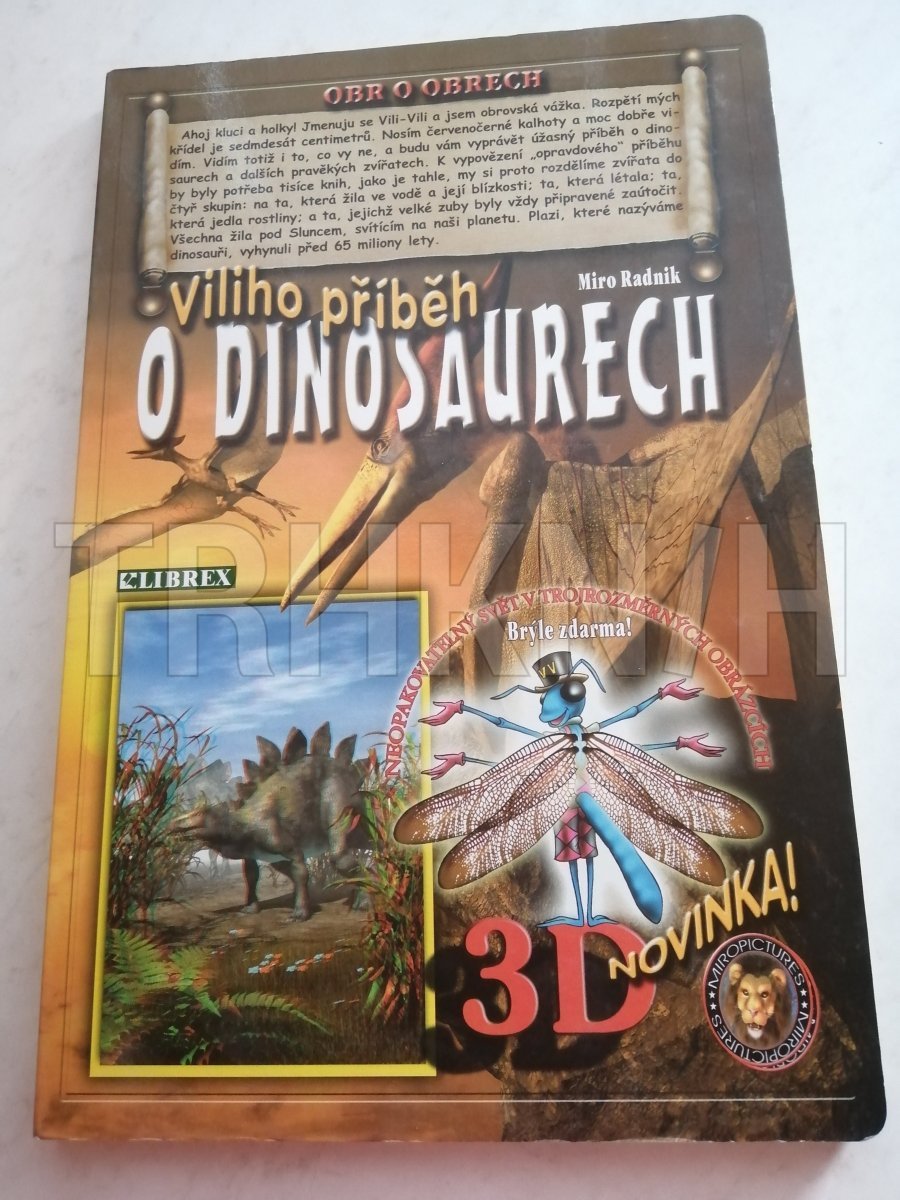 OBR O OBRECH
Ahoj kluci a holky! Jmenuju se Vili-Vili a jsem obrovská vážka. Rozpětí mých
křídel je sedmdesát centimetrů. Nosím červenočerné kalhoty a moc dobře vi-
dím. Vidím totiž i to, co vy ne, a budu vám vyprávět úžasný příběh o dino-
saurech a dalších pravěkých zvířatech. K vypovězení „opravdového" příběhu
by byly potřeba tisíce knih, jako je tahle, my si proto rozdělíme zvířata do
čtyř skupin: na ta, která žila ve vodě a její blízkosti; ta, která létala; ta,
která jedla rostliny; a ta, jejichž velké zuby byly vždy připravené zaútočit.
Všechna žila pod Sluncem, svítícím na naši planetu. Plazi, které nazýváme
dinosauři, vyhynuli před 65 miliony lety.
Miro Radnik
Viliho příběh
O DINOSAURECH
TRHKNIH
LIBREX
NEOPAKOVATELNÝ SVĚT V TROJROZMĚRNÝCH OBRÁZCÍCH
Brýle zdarma!
VV
3D
NOVINKA!
MIROPICTURES
MIROPICTURES